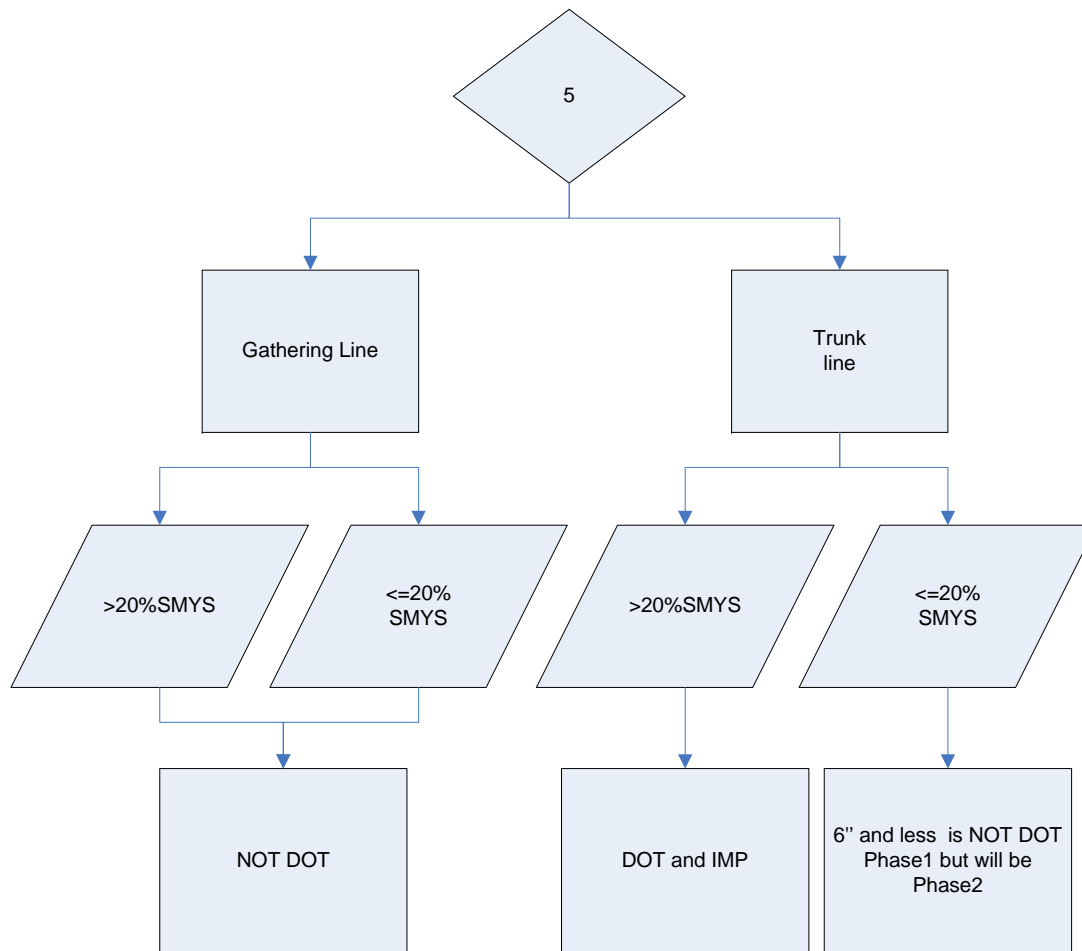 5
Gathering Line
Trunk
line
>20%SMYS
<=20%
SMYS
>20%SMYS
<=20%
SMYS
NOT DOT
DOT and IMP
6'' and less  is NOT DOT
Phase1 but will be
Phase2